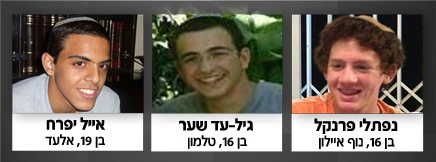 נפתלי פרנקל
בן 16, נוף איילון
גיל-עד שער
בן 16, טלמון
אייל יפרח
בן 19, אלעד